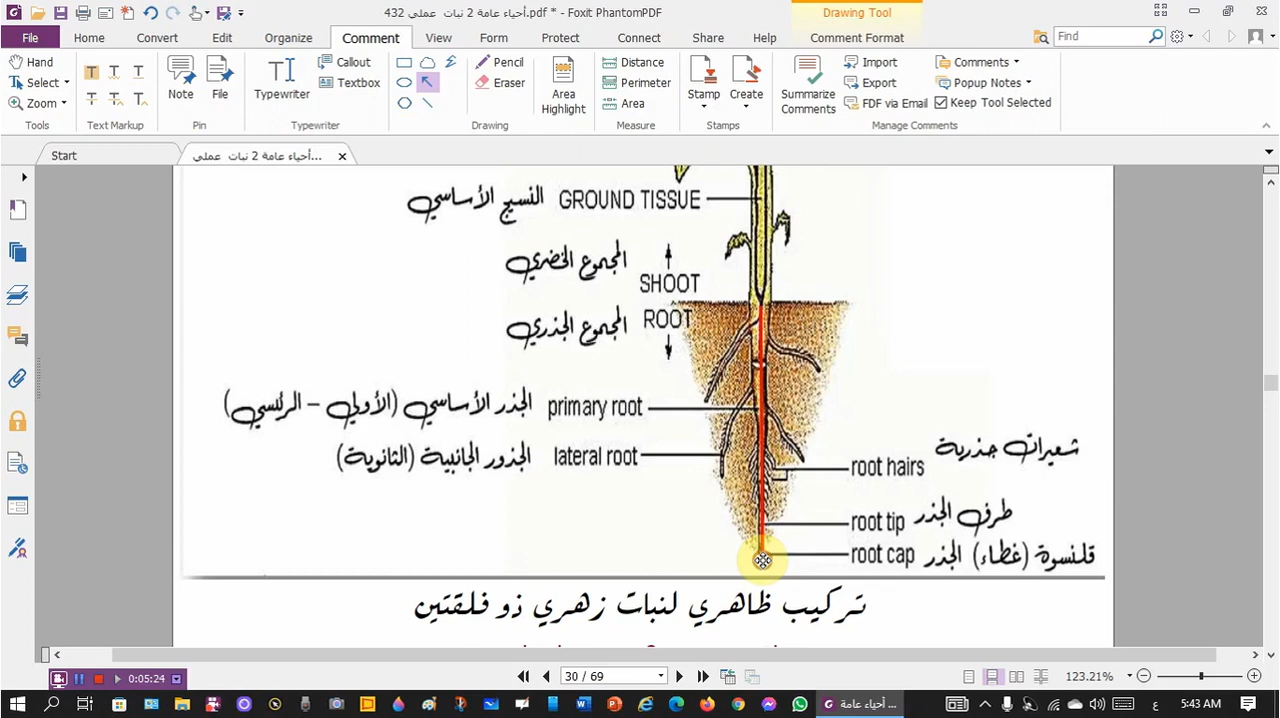 أحياء عامة 2 نبات عملي 432.pdf * - Foxit PhantomPDF
Drawing Tool
File Home Convert Edit Organize Comment View Form Protect Connect Share Help Comment Format Find
Hand Select Zoom
Note File Typewriter Callout Textbox
Pencil Eraser Area Highlight
Distance Perimeter Area
Stamp Create
Summarize Comments Import Export FDF via Email
Comments Popup Notes Keep Tool Selected
Tools Text Markup Pin Typewriter Drawing Measure Stamps Manage Comments
Start أحياء عامة 2 نبات عملي...
النسيج الأساسي GROUND TISSUE
المجموع الخضري SHOOT
المجموع الجذري ROOT
الجذر الأساسي (الأولي – الرئيسي) primary root
الجذور الجانبية (الثانوية) lateral root
root hairs شعيرات جذرية
root tip طرف الجذر
root cap قلنسوة (غطاء) الجذر
تركيب ظاهري لنبات زهري ذو فلقتين
0:05:24 30 / 69 123.21%
أحياء عامة... ع 5:43 AM